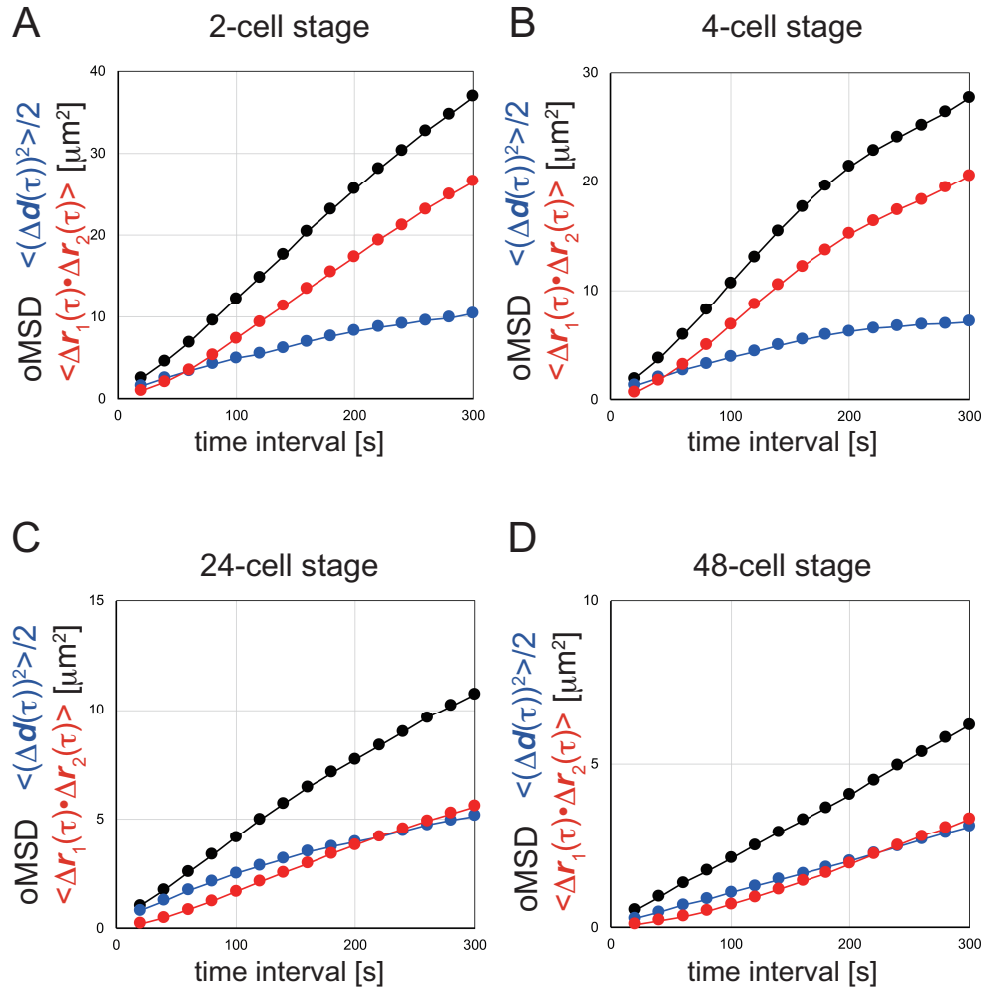 A
2-cell stage
oMSD <(Δd(τ))²>/2
<Δr₁(τ)•Δr₂(τ)> [μm²]
40
30
20
10
0
0 100 200 300
time interval [s]
B
4-cell stage
oMSD <(Δd(τ))²>/2
<Δr₁(τ)•Δr₂(τ)> [μm²]
30
20
10
0
0 100 200 300
time interval [s]
C
24-cell stage
oMSD <(Δd(τ))²>/2
<Δr₁(τ)•Δr₂(τ)> [μm²]
15
10
5
0
0 100 200 300
time interval [s]
D
48-cell stage
oMSD <(Δd(τ))²>/2
<Δr₁(τ)•Δr₂(τ)> [μm²]
10
5
0
0 100 200 300
time interval [s]